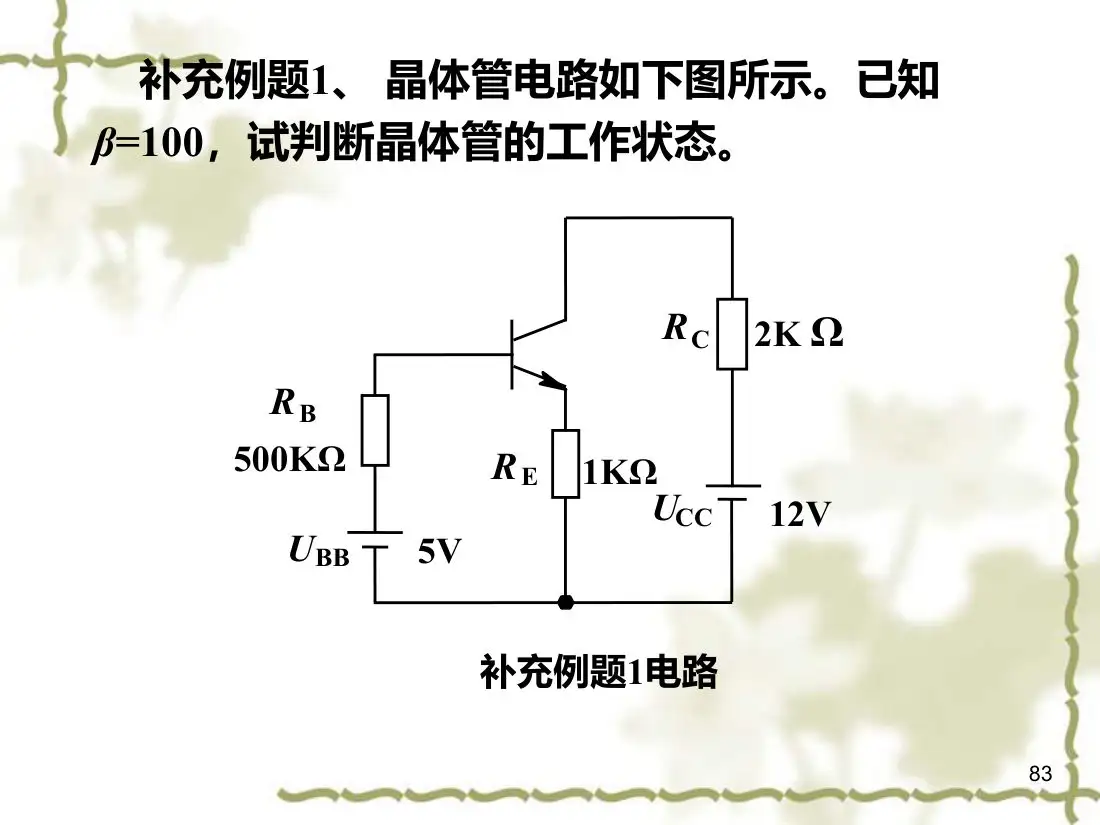 补充例题1、 晶体管电路如下图所示。已知
β=100，试判断晶体管的工作状态。
RC 2K Ω
RB
500KΩ
RE 1KΩ
UCC 12V
UBB 5V
补充例题1电路
83